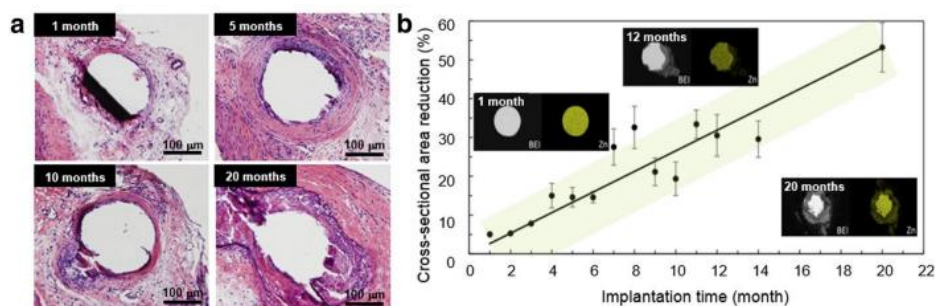 a
1 month
5 months
100 µm
100 µm
10 months
20 months
100 µm
100 µm
b
Cross-sectional area reduction (%)
60
50
40
30
20
10
0
12 months
BEI
Zn
1 month
BEI
Zn
20 months
BEI
Zn
0 2 4 6 8 10 12 14 16 18 20 22
Implantation time (month)